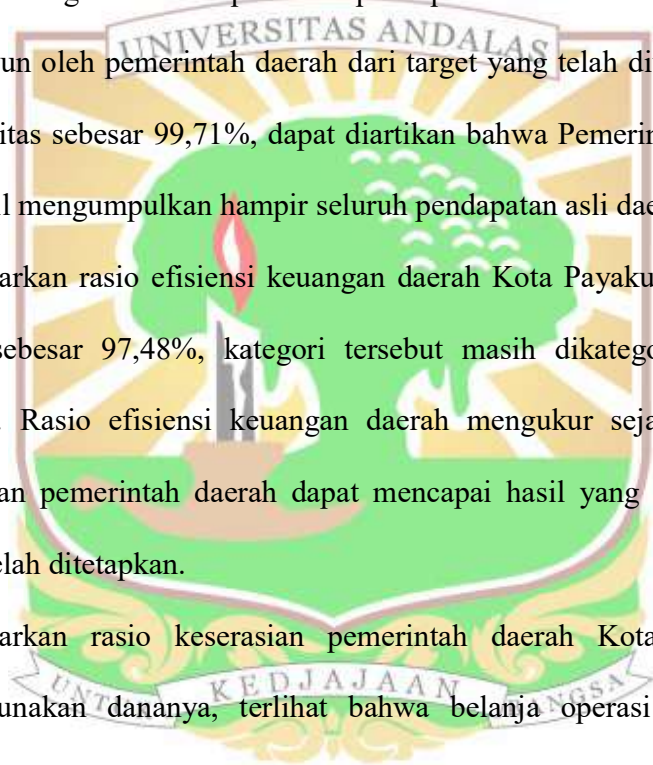 UNIVERSITAS ANDALAS
un oleh pemerintah daerah dari target yang telah di
itas sebesar 99,71%, dapat diartikan bahwa Pemerin
l mengumpulkan hampir seluruh pendapatan asli dae
arkan rasio efisiensi keuangan daerah Kota Payaku
sebesar 97,48%, kategori tersebut masih dikatego
. Rasio efisiensi keuangan daerah mengukur seja
an pemerintah daerah dapat mencapai hasil yang
elah ditetapkan.
arkan rasio keserasian pemerintah daerah Kota
UNTUK KEDJAJAAN BANGSA
unakan dananya, terlihat bahwa belanja operasi